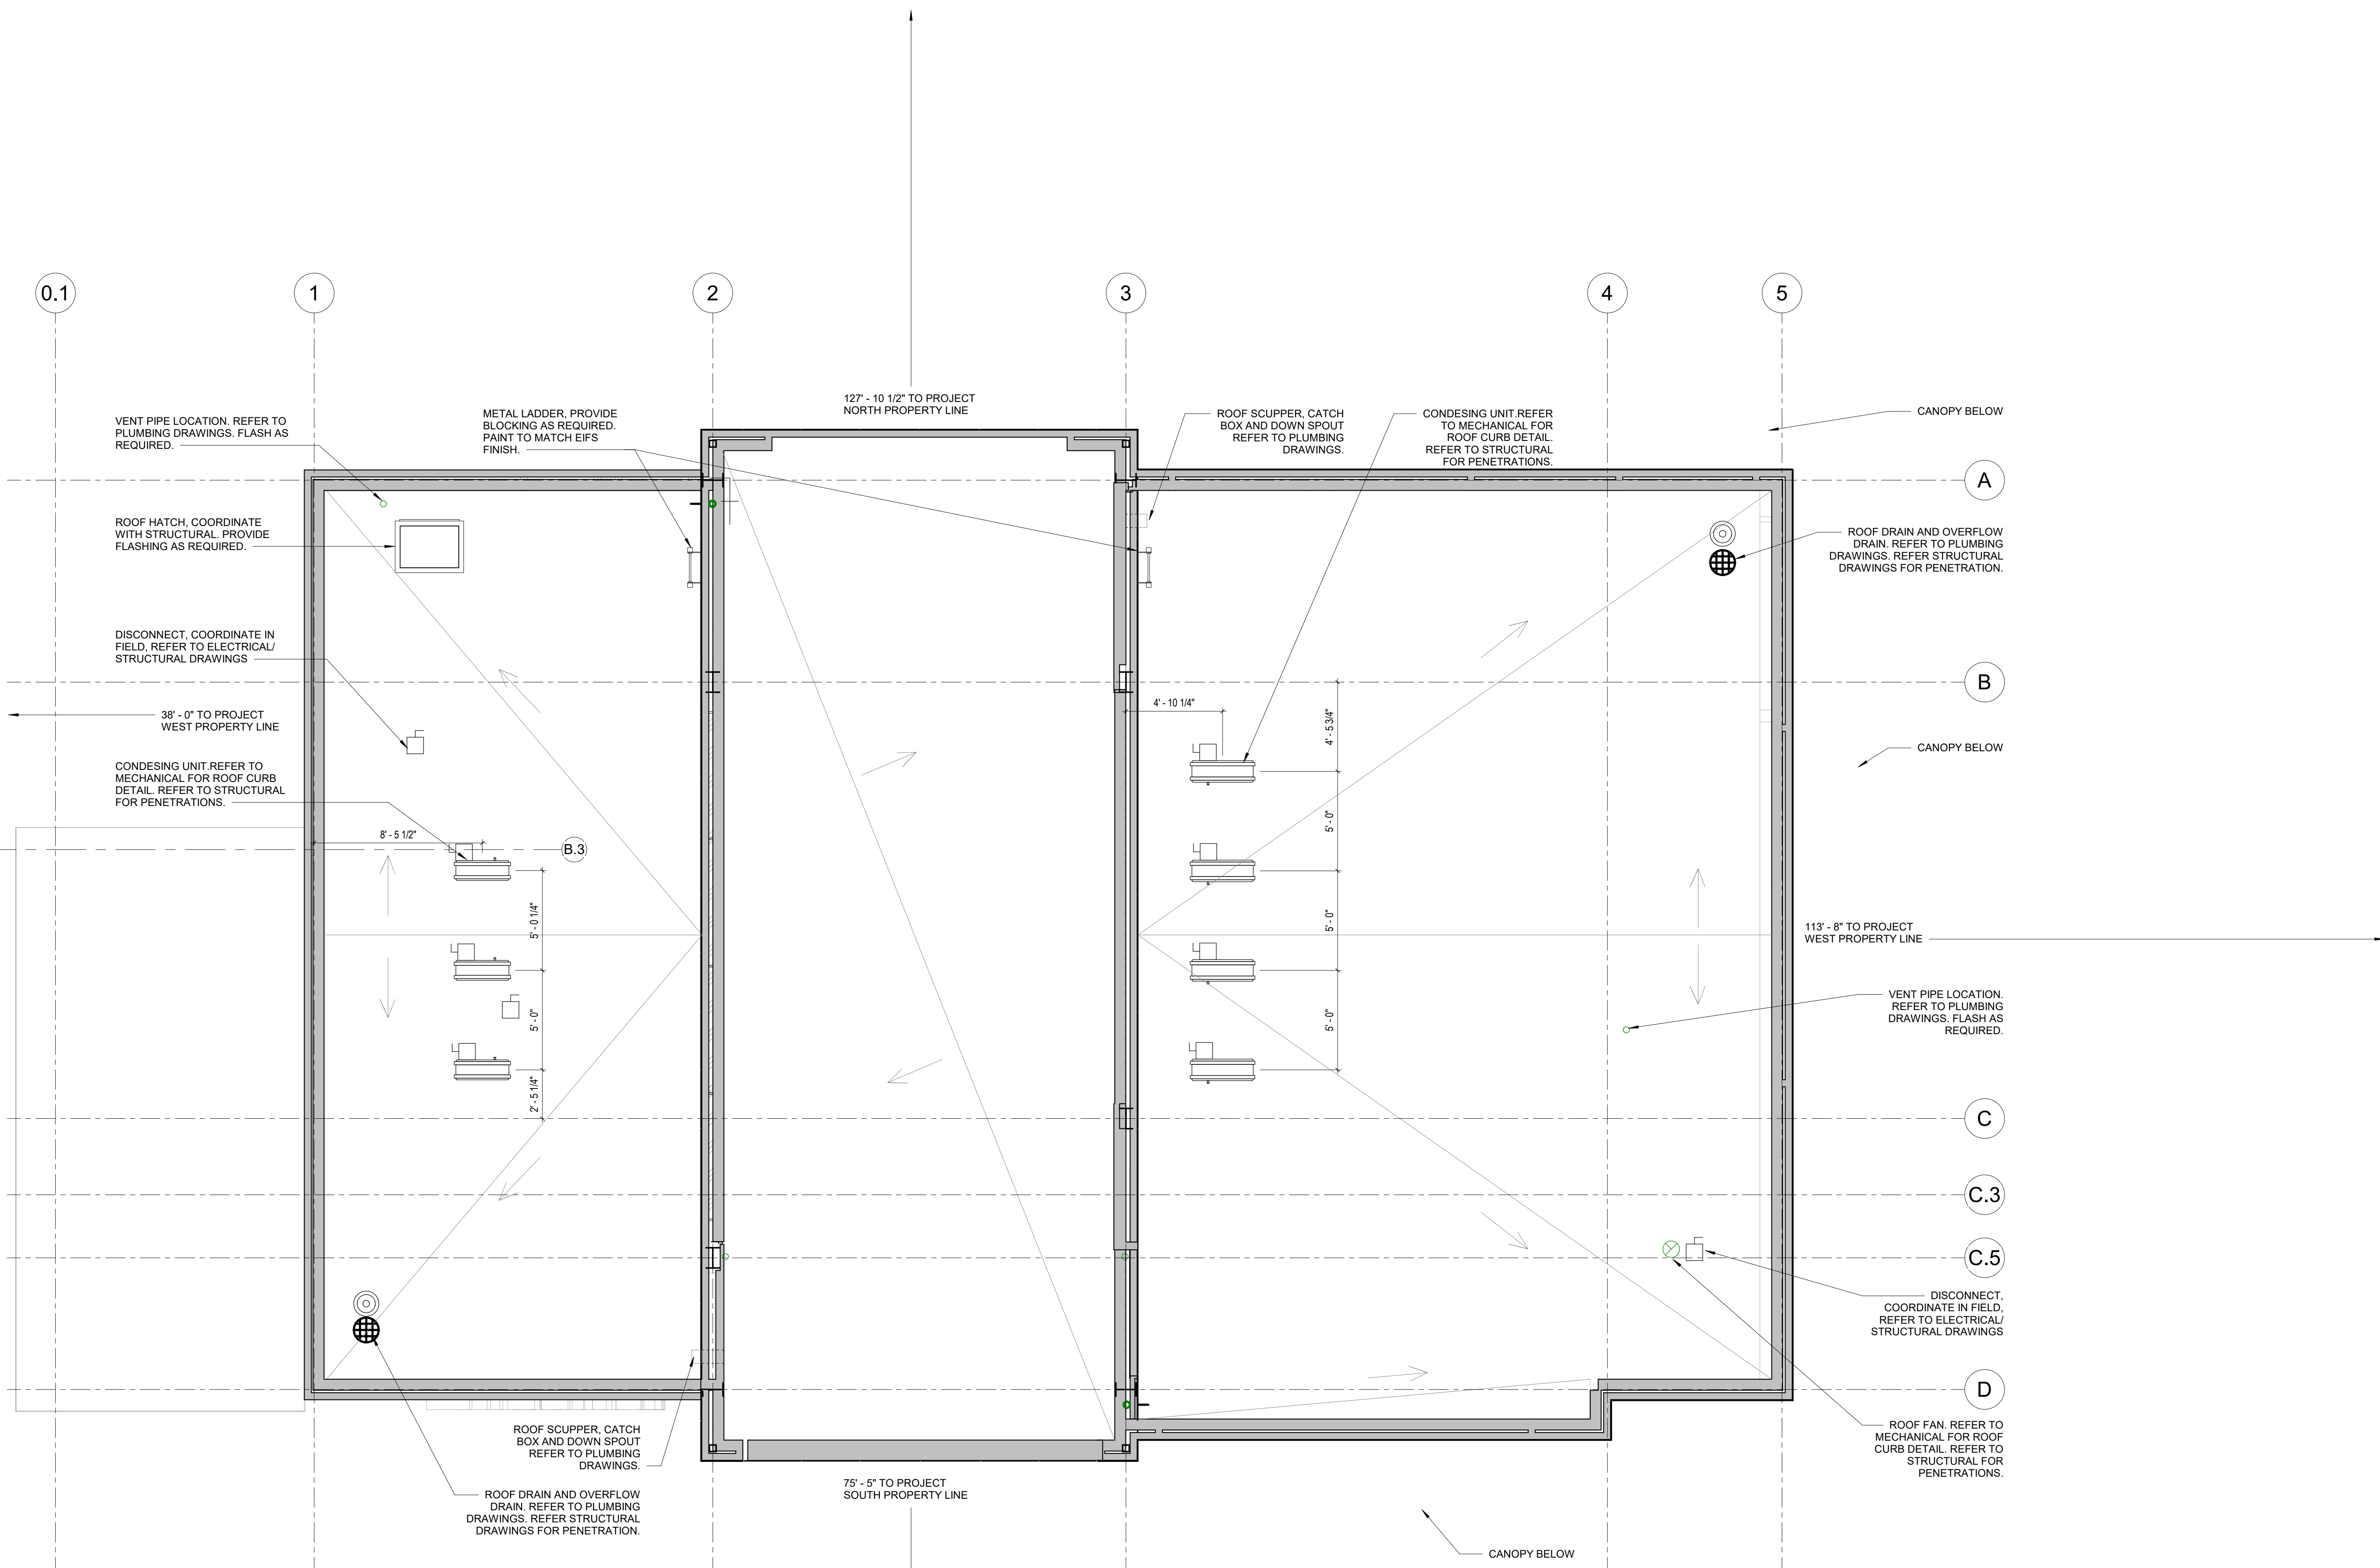 0.1
1
2
3
4
5
127' - 10 1/2" TO PROJECT
NORTH PROPERTY LINE
VENT PIPE LOCATION. REFER TO
PLUMBING DRAWINGS. FLASH AS
REQUIRED.
METAL LADDER, PROVIDE
BLOCKING AS REQUIRED.
PAINT TO MATCH EIFS
FINISH.
ROOF SCUPPER, CATCH
BOX AND DOWN SPOUT
REFER TO PLUMBING
DRAWINGS.
CONDESING UNIT.REFER
TO MECHANICAL FOR
ROOF CURB DETAIL.
REFER TO STRUCTURAL
FOR PENETRATIONS.
CANOPY BELOW
A
ROOF HATCH, COORDINATE
WITH STRUCTURAL. PROVIDE
FLASHING AS REQUIRED.
ROOF DRAIN AND OVERFLOW
DRAIN. REFER TO PLUMBING
DRAWINGS. REFER STRUCTURAL
DRAWINGS FOR PENETRATION.
DISCONNECT, COORDINATE IN
FIELD, REFER TO ELECTRICAL/
STRUCTURAL DRAWINGS
B
38' - 0" TO PROJECT
WEST PROPERTY LINE
4' - 10 1/4"
4' - 5 3/4"
CANOPY BELOW
CONDESING UNIT.REFER TO
MECHANICAL FOR ROOF CURB
DETAIL. REFER TO STRUCTURAL
FOR PENETRATIONS.
8' - 5 1/2"
B.3
5' - 0"
5' - 0 1/4"
5' - 0"
113' - 8" TO PROJECT
WEST PROPERTY LINE
5' - 0"
5' - 0"
VENT PIPE LOCATION.
REFER TO PLUMBING
DRAWINGS. FLASH AS
REQUIRED.
2' - 5 1/4"
C
C.3
C.5
DISCONNECT,
COORDINATE IN FIELD,
REFER TO ELECTRICAL/
STRUCTURAL DRAWINGS
D
ROOF SCUPPER, CATCH
BOX AND DOWN SPOUT
REFER TO PLUMBING
DRAWINGS.
ROOF FAN. REFER TO
MECHANICAL FOR ROOF
CURB DETAIL. REFER TO
STRUCTURAL FOR
PENETRATIONS.
75' - 5" TO PROJECT
SOUTH PROPERTY LINE
ROOF DRAIN AND OVERFLOW
DRAIN. REFER TO PLUMBING
DRAWINGS. REFER STRUCTURAL
DRAWINGS FOR PENETRATION.
CANOPY BELOW